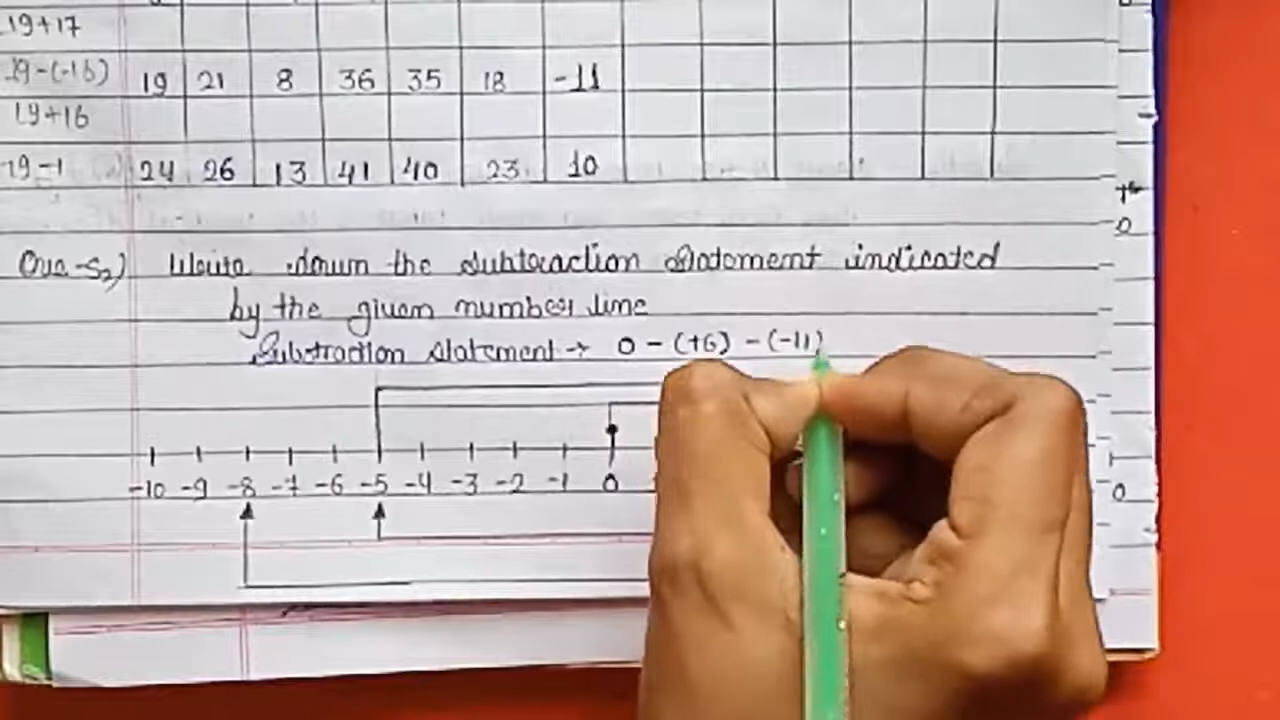 19+17
19-(-16) 19 21 8 36 35 18 -11
19+16
19-1 24 26 13 41 40 23 10
Que-S2) Write down the subtraction statement indicated
by the given number line
Subtraction statement → 0 - (+6) - (-11)
-10 -9 -8 -7 -6 -5 -4 -3 -2 -1 0